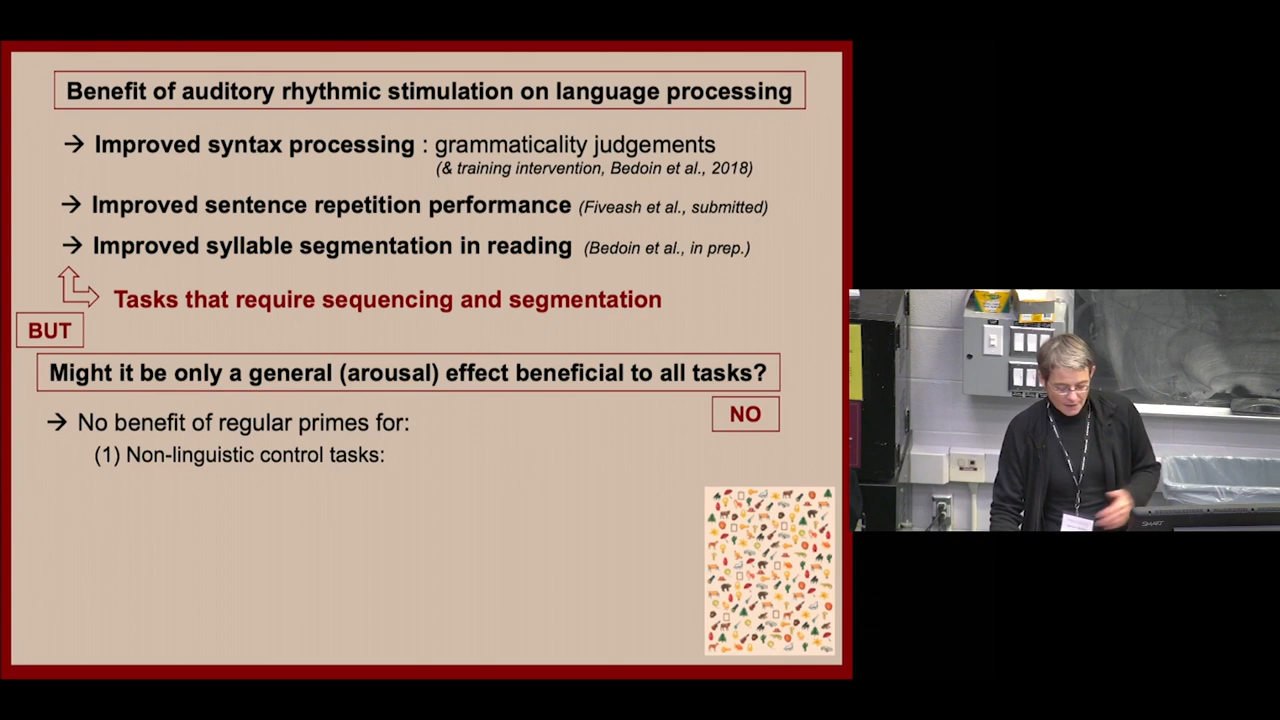 Benefit of auditory rhythmic stimulation on language processing
→ Improved syntax processing : grammaticality judgements
(& training intervention, Bedoin et al., 2018)
→ Improved sentence repetition performance (Fiveash et al., submitted)
→ Improved syllable segmentation in reading (Bedoin et al., in prep.)
Tasks that require sequencing and segmentation
BUT
Might it be only a general (arousal) effect beneficial to all tasks?
NO
→ No benefit of regular primes for:
(1) Non-linguistic control tasks:
SMART